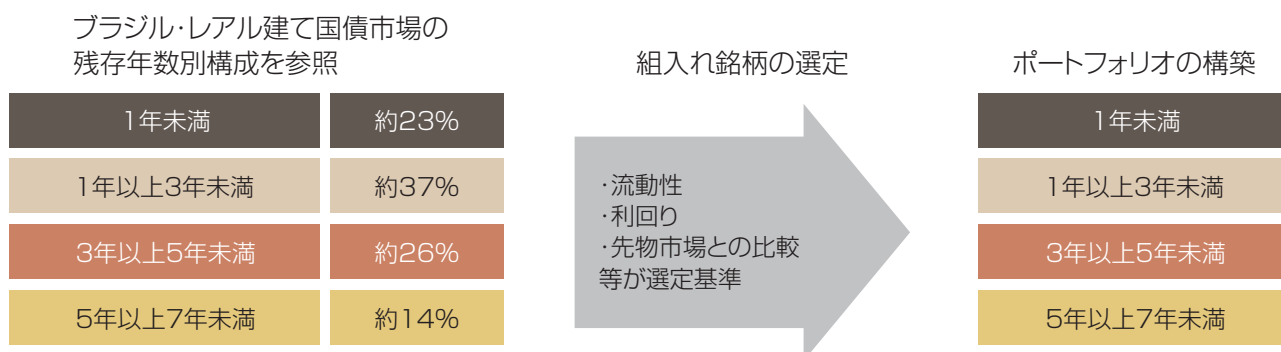 ブラジル・レアル建て国債市場の
残存年数別構成を参照
1年未満 約23%
1年以上3年未満 約37%
3年以上5年未満 約26%
5年以上7年未満 約14%
組入れ銘柄の選定
・流動性
・利回り
・先物市場との比較
等が選定基準
ポートフォリオの構築
1年未満
1年以上3年未満
3年以上5年未満
5年以上7年未満